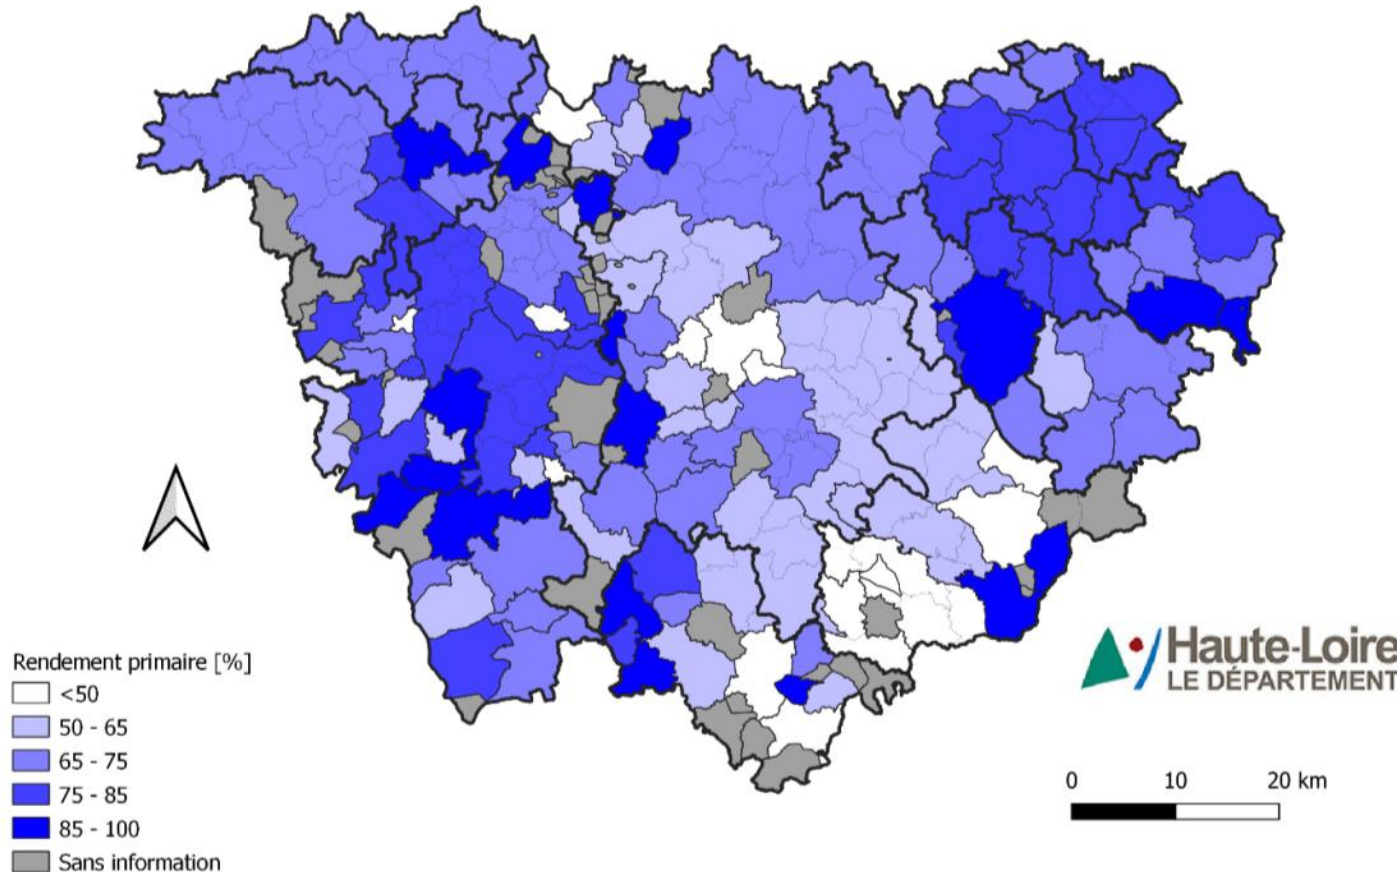 Rendement primaire [%]
<50
50 - 65
65 - 75
75 - 85
85 - 100
Sans information
Haute-Loire
LE DÉPARTEMENT
0 10 20 km